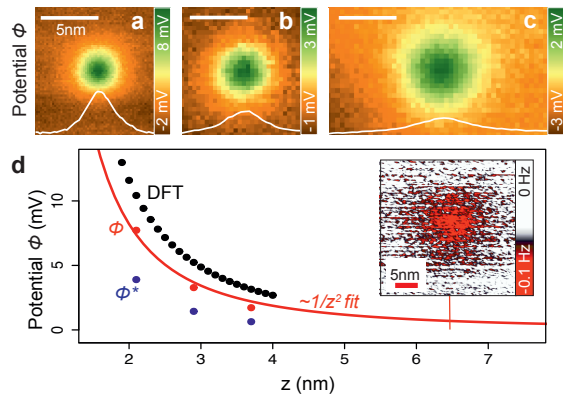 Potential Φ
5nm
a
8 mV
-2 mV
b
3 mV
-1 mV
c
2 mV
-3 mV
d
Potential Φ (mV)
10
5
0
DFT
Φ
Φ*
~1/z² fit
5nm
0 Hz
-0.1 Hz
2 3 4 5 6 7
z (nm)